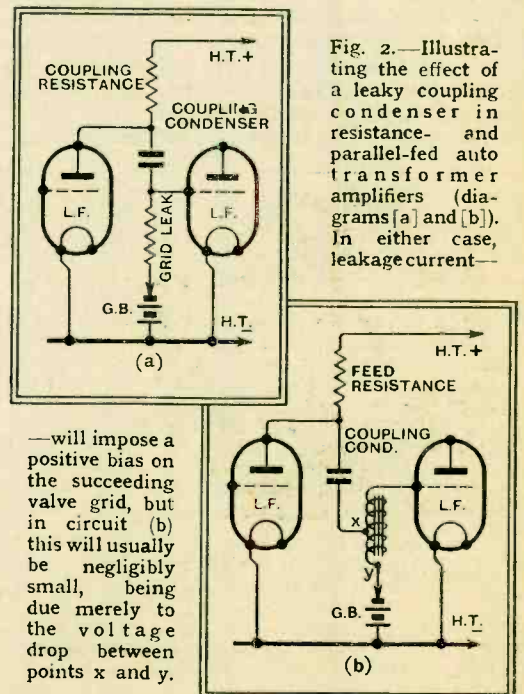 H.T.+
COUPLING
RESISTANCE
COUPLING
CONDENSER
L.F.
GRID LEAK
L.F.
G.B.
H.T.-
(a)
Fig. 2.—Illustra-
ting the effect of
a leaky coupling
condenser in
resistance- and
parallel-fed auto
transformer
amplifiers (dia-
grams [a] and [b]).
In either case,
leakage current—
—will impose a
positive bias on
the succeeding
valve grid, but
in circuit (b)
this will usually
be negligibly
small, being
due merely to
the voltage
drop between
points x and y.
H.T.+
FEED
RESISTANCE
COUPLING
COND.
L.F.
x
L.F.
y
G.B.
H.T.-
(b)